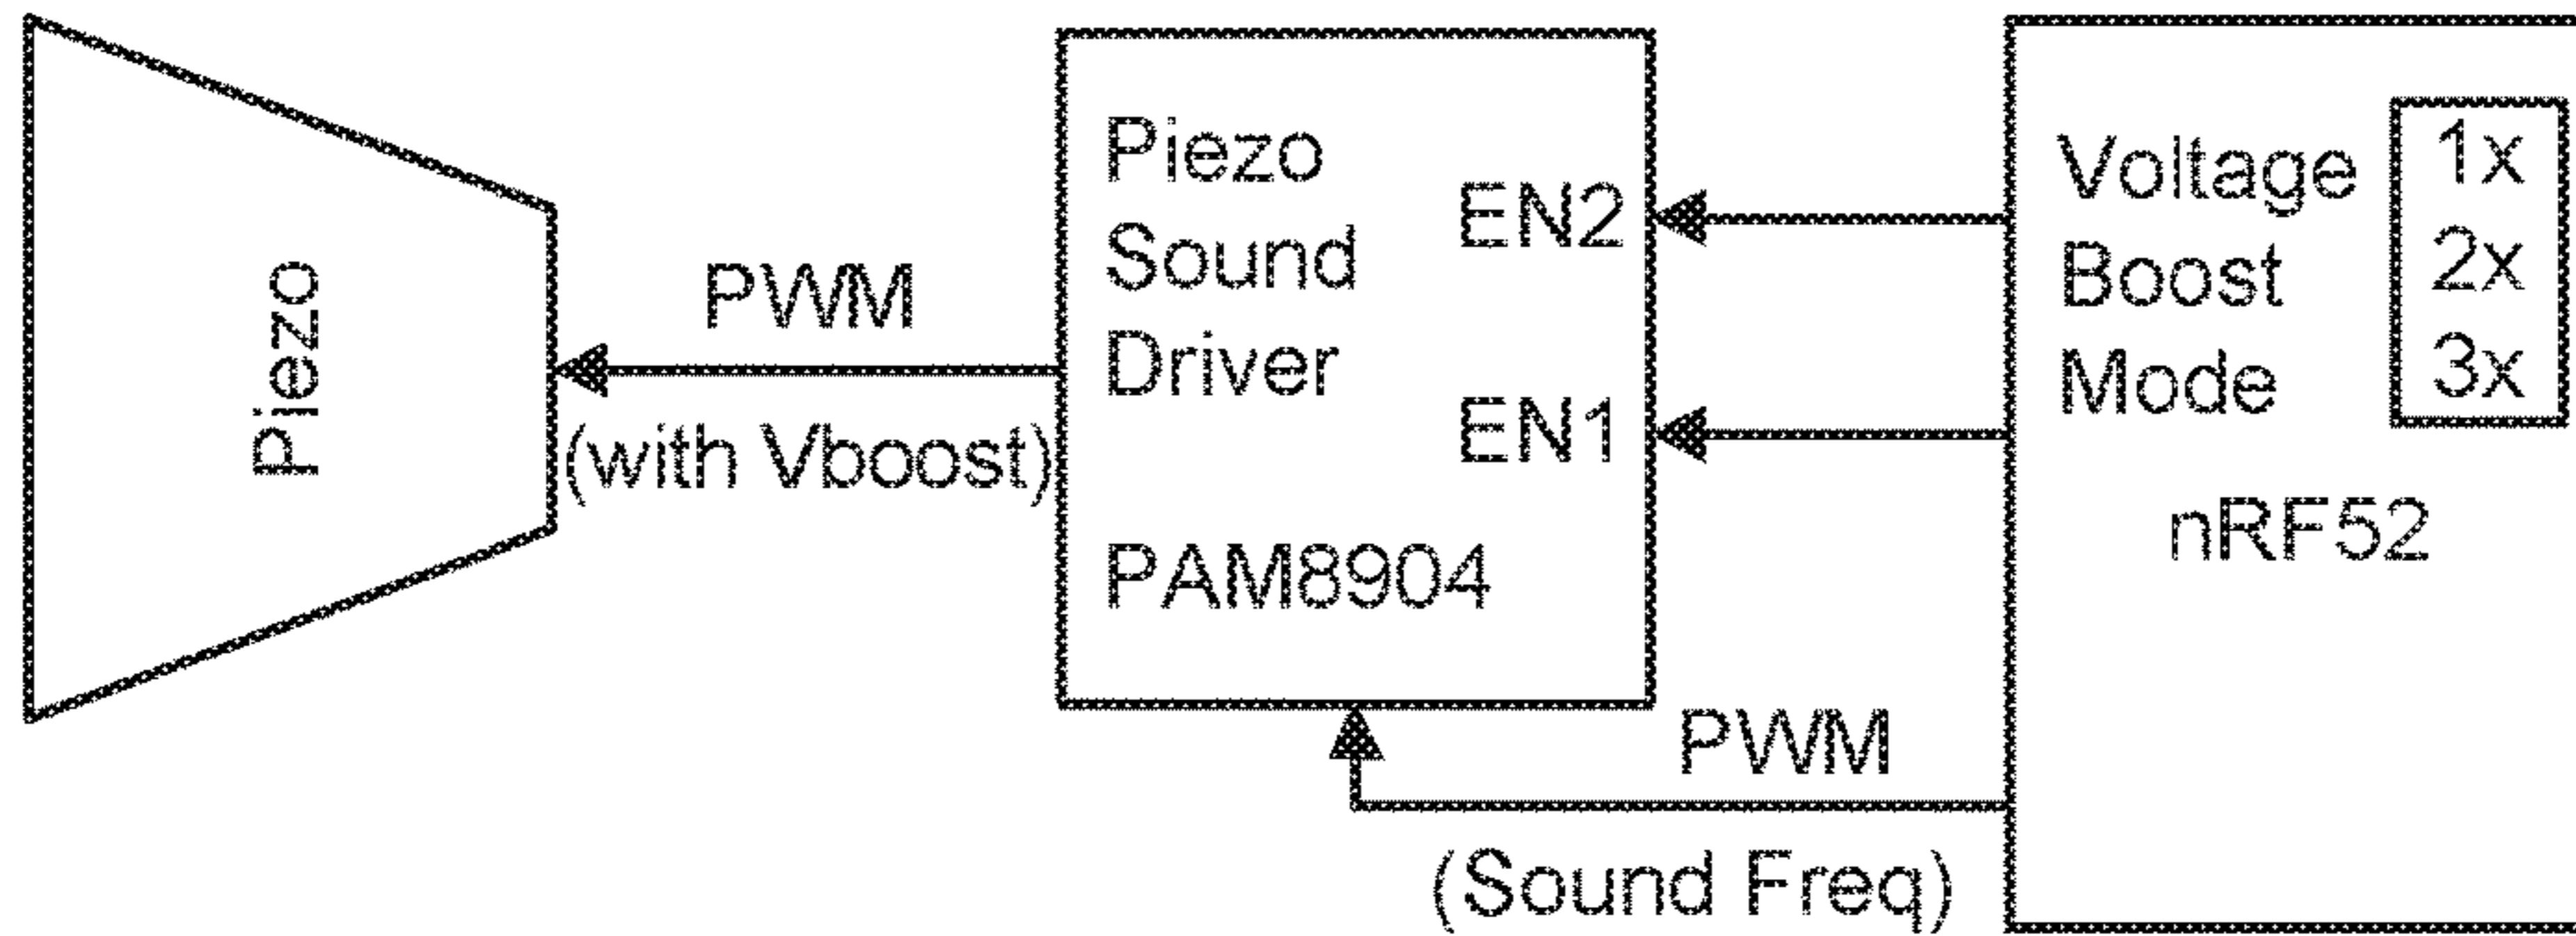 Piezo
PWM
(with Vboost)
Piezo
Sound
Driver
EN2
EN1
PAM8904
PWM
(Sound Freq)
Voltage
Boost
Mode
1x
2x
3x
nRF52